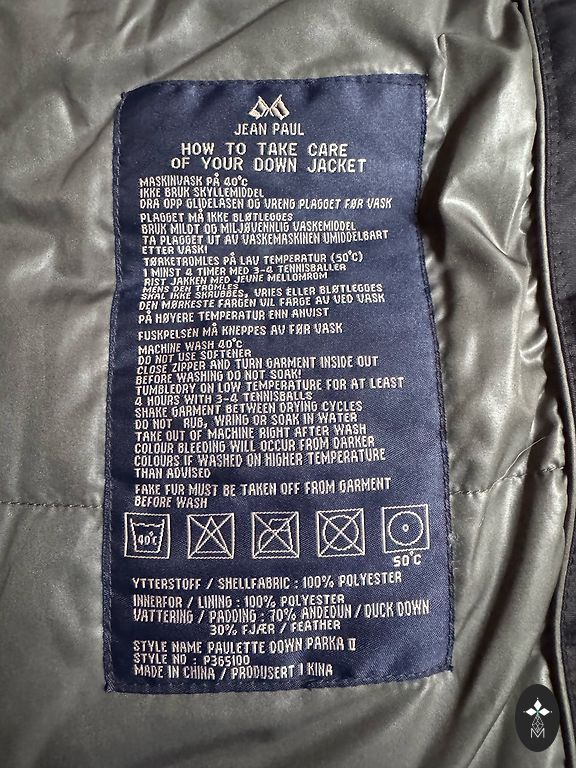 JEAN PAUL
HOW TO TAKE CARE
OF YOUR DOWN JACKET
MASKINVASK PÅ 40°C
IKKE BRUK SKYLLEMIDDEL
DRA OPP GLIDELÅSEN OG VRENG PLAGGET FØR VASK
PLAGGET MÅ IKKE BLØTLEGGES
BRUK MILDT OG MILJØVENNLIG VASKEMIDDEL
TA PLAGGET UT AV VASKEMASKINEN UMIDDELBART
ETTER VASK!
TØRKETROMLES PÅ LAV TEMPERATUR (50°C)
I MINST 4 TIMER MED 3-4 TENNISBALLER
RIST JAKKEN MED JEVNE MELLOMROM
MENS DEN TROMLES
SKAL IKKE SKRUBBES, VRIES ELLER BLØTLEGGES
DEN MØRKESTE FARGEN VIL FARGE AV VED VASK
PÅ HØYERE TEMPERATUR ENN ANVIST
FUSKPELSEN MÅ KNEPPES AV FØR VASK
MACHINE WASH 40°C
DO NOT USE SOFTENER
CLOSE ZIPPER AND TURN GARMENT INSIDE OUT
BEFORE WASHING DO NOT SOAK!
TUMBLEDRY ON LOW TEMPERATURE FOR AT LEAST
4 HOURS WITH 3-4 TENNISBALLS
SHAKE GARMENT BETWEEN DRYING CYCLES
DO NOT RUB, WRING OR SOAK IN WATER
TAKE OUT OF MACHINE RIGHT AFTER WASH
COLOUR BLEEDING WILL OCCUR FROM DARKER
COLOURS IF WASHED ON HIGHER TEMPERATURE
THAN ADVISED
FAKE FUR MUST BE TAKEN OFF FROM GARMENT
BEFORE WASH
40°C
50°C
YTTERSTOFF / SHELLFABRIC : 100% POLYESTER
INNERFOR / LINING : 100% POLYESTER
VATTERING / PADDING : 70% ANDEDUN / DUCK DOWN
30% FJÆR / FEATHER
STYLE NAME PAULETTE DOWN PARKA II
STYLE NO : P365100
MADE IN CHINA / PRODUSERT I KINA
M